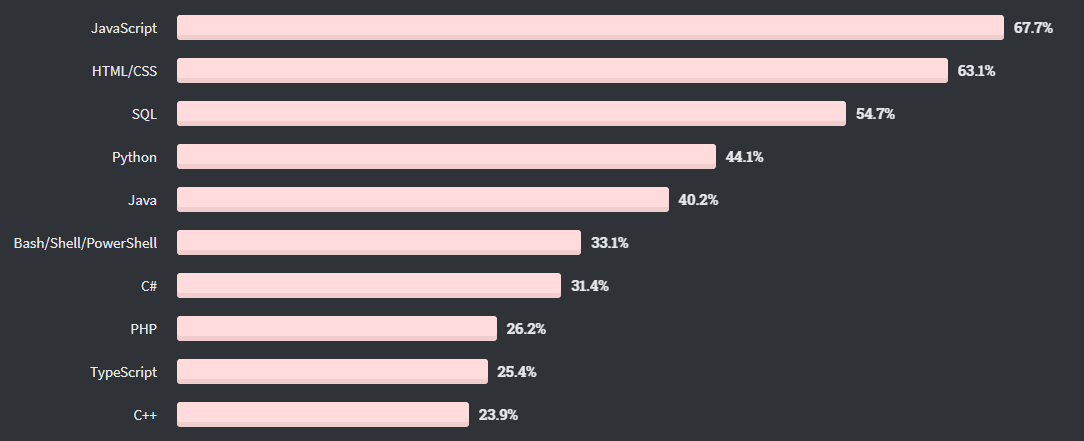 JavaScript 67.7%
HTML/CSS 63.1%
SQL 54.7%
Python 44.1%
Java 40.2%
Bash/Shell/PowerShell 33.1%
C# 31.4%
PHP 26.2%
TypeScript 25.4%
C++ 23.9%